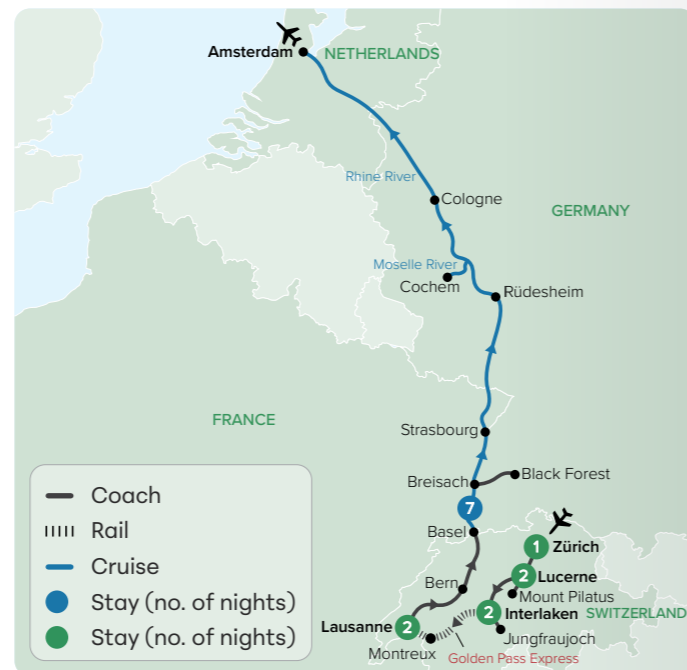 Amsterdam
NETHERLANDS
Rhine River
Cologne
GERMANY
Moselle River
Cochem
Rüdesheim
FRANCE
Strasbourg
Breisach
Black Forest
7
Basel
1 Zürich
Bern
2 Lucerne
Mount Pilatus
2 Interlaken
SWITZERLAND
Lausanne 2
Jungfraujoch
Montreux
Golden Pass Express
Coach
Rail
Cruise
Stay (no. of nights)
Stay (no. of nights)